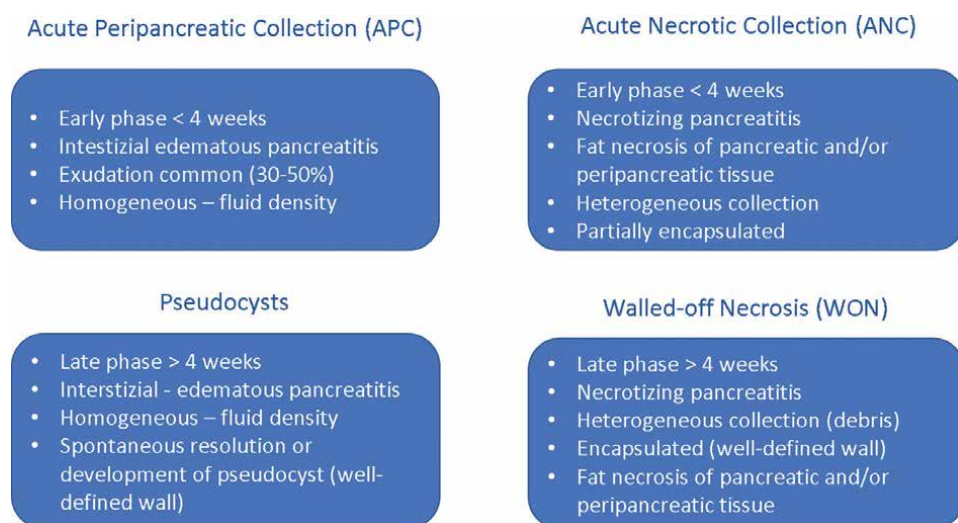 Acute Peripancreatic Collection (APC)
• Early phase < 4 weeks
• Intestizial edematous pancreatitis
• Exudation common (30-50%)
• Homogeneous – fluid density
Acute Necrotic Collection (ANC)
• Early phase < 4 weeks
• Necrotizing pancreatitis
• Fat necrosis of pancreatic and/or
peripancreatic tissue
• Heterogeneous collection
• Partially encapsulated
Pseudocysts
• Late phase > 4 weeks
• Interstizial - edematous pancreatitis
• Homogeneous – fluid density
• Spontaneous resolution or
development of pseudocyst (well-
defined wall)
Walled-off Necrosis (WON)
• Late phase > 4 weeks
• Necrotizing pancreatitis
• Heterogeneous collection (debris)
• Encapsulated (well-defined wall)
• Fat necrosis of pancreatic and/or
peripancreatic tissue